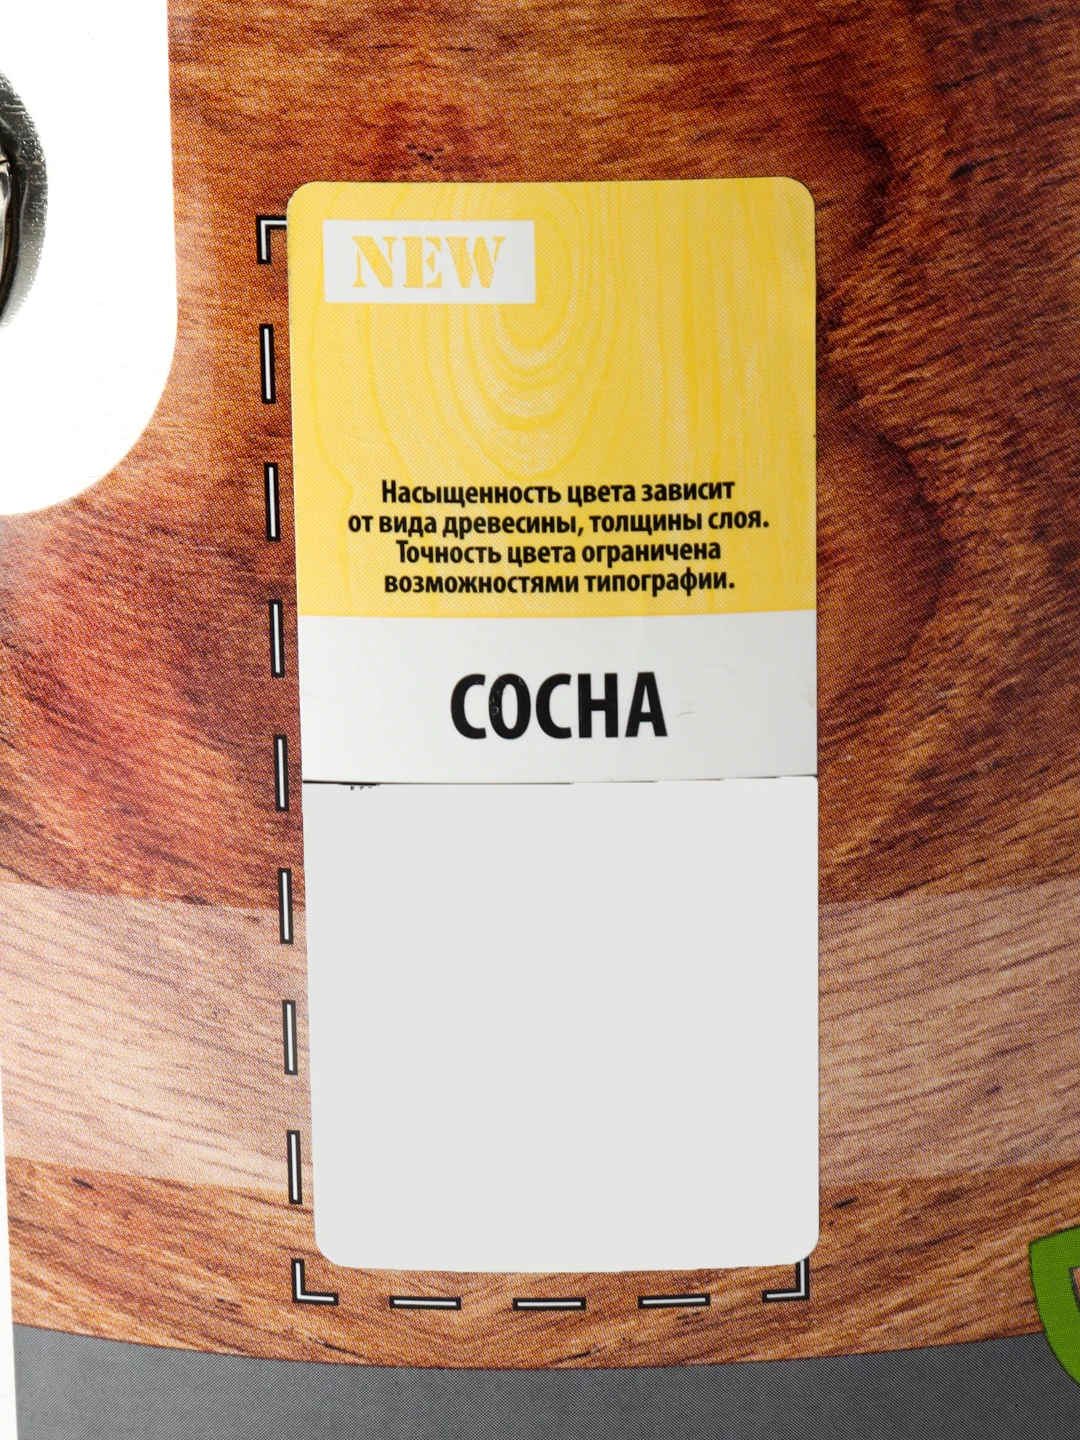 NEW
Насыщенность цвета зависит
от вида древесины, толщины слоя.
Точность цвета ограничена
возможностями типографии.
СОСНА